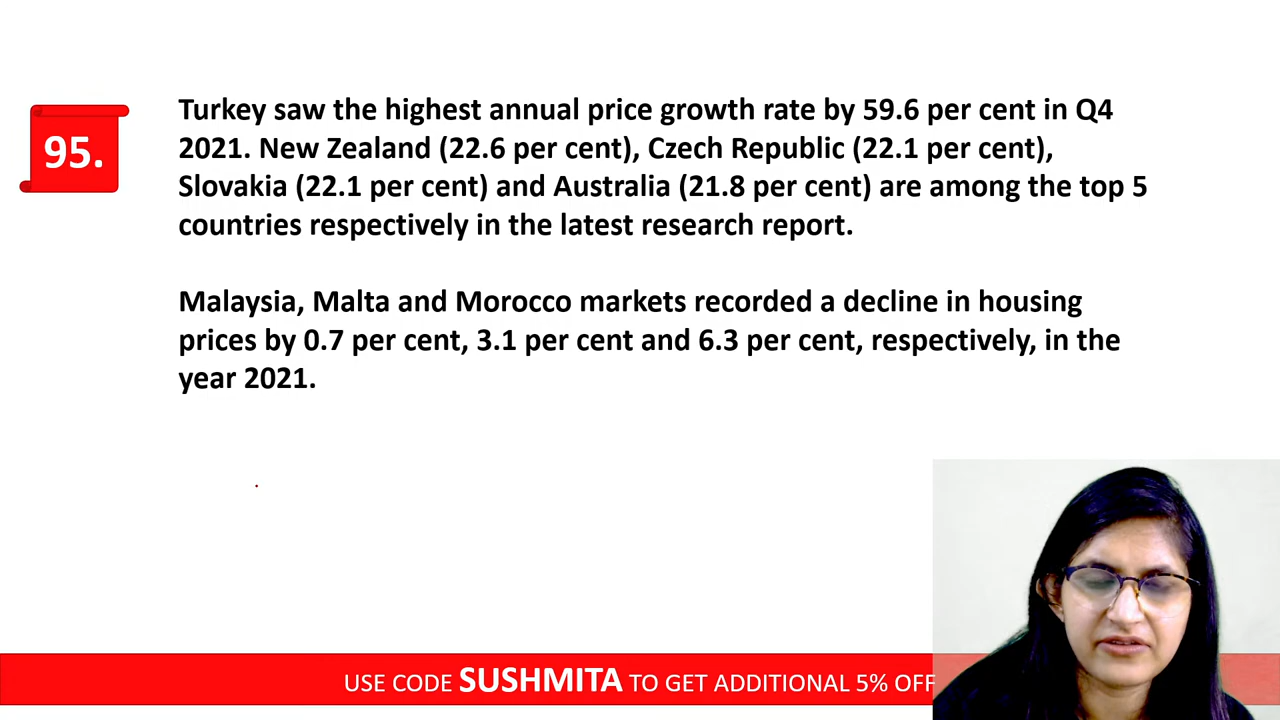 95.
Turkey saw the highest annual price growth rate by 59.6 per cent in Q4
2021. New Zealand (22.6 per cent), Czech Republic (22.1 per cent),
Slovakia (22.1 per cent) and Australia (21.8 per cent) are among the top 5
countries respectively in the latest research report.
Malaysia, Malta and Morocco markets recorded a decline in housing
prices by 0.7 per cent, 3.1 per cent and 6.3 per cent, respectively, in the
year 2021.
USE CODE SUSHMITA TO GET ADDITIONAL 5% OFF